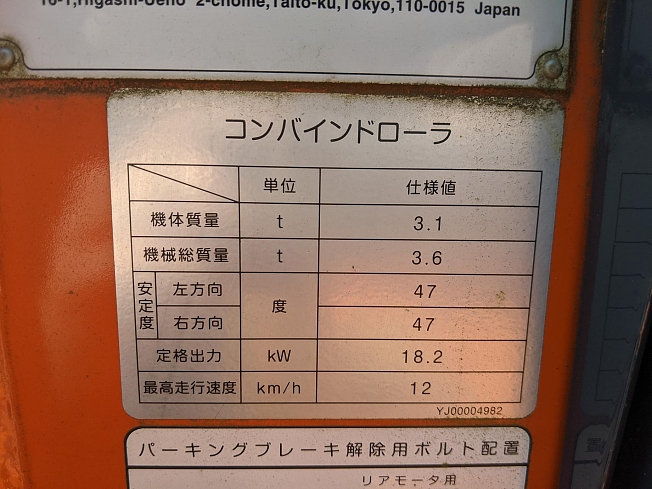 16-1,Higashi-Ueno 2-chome,Taito-ku,Tokyo,110-0015 Japan
コンバインドローラ
単位 仕様値
機体質量 t 3.1
機械総質量 t 3.6
安定度 左方向 度 47
右方向 47
定格出力 kW 18.2
最高走行速度 km/h 12
YJ00004982
パーキングブレーキ解除用ボルト配置
リアモータ用